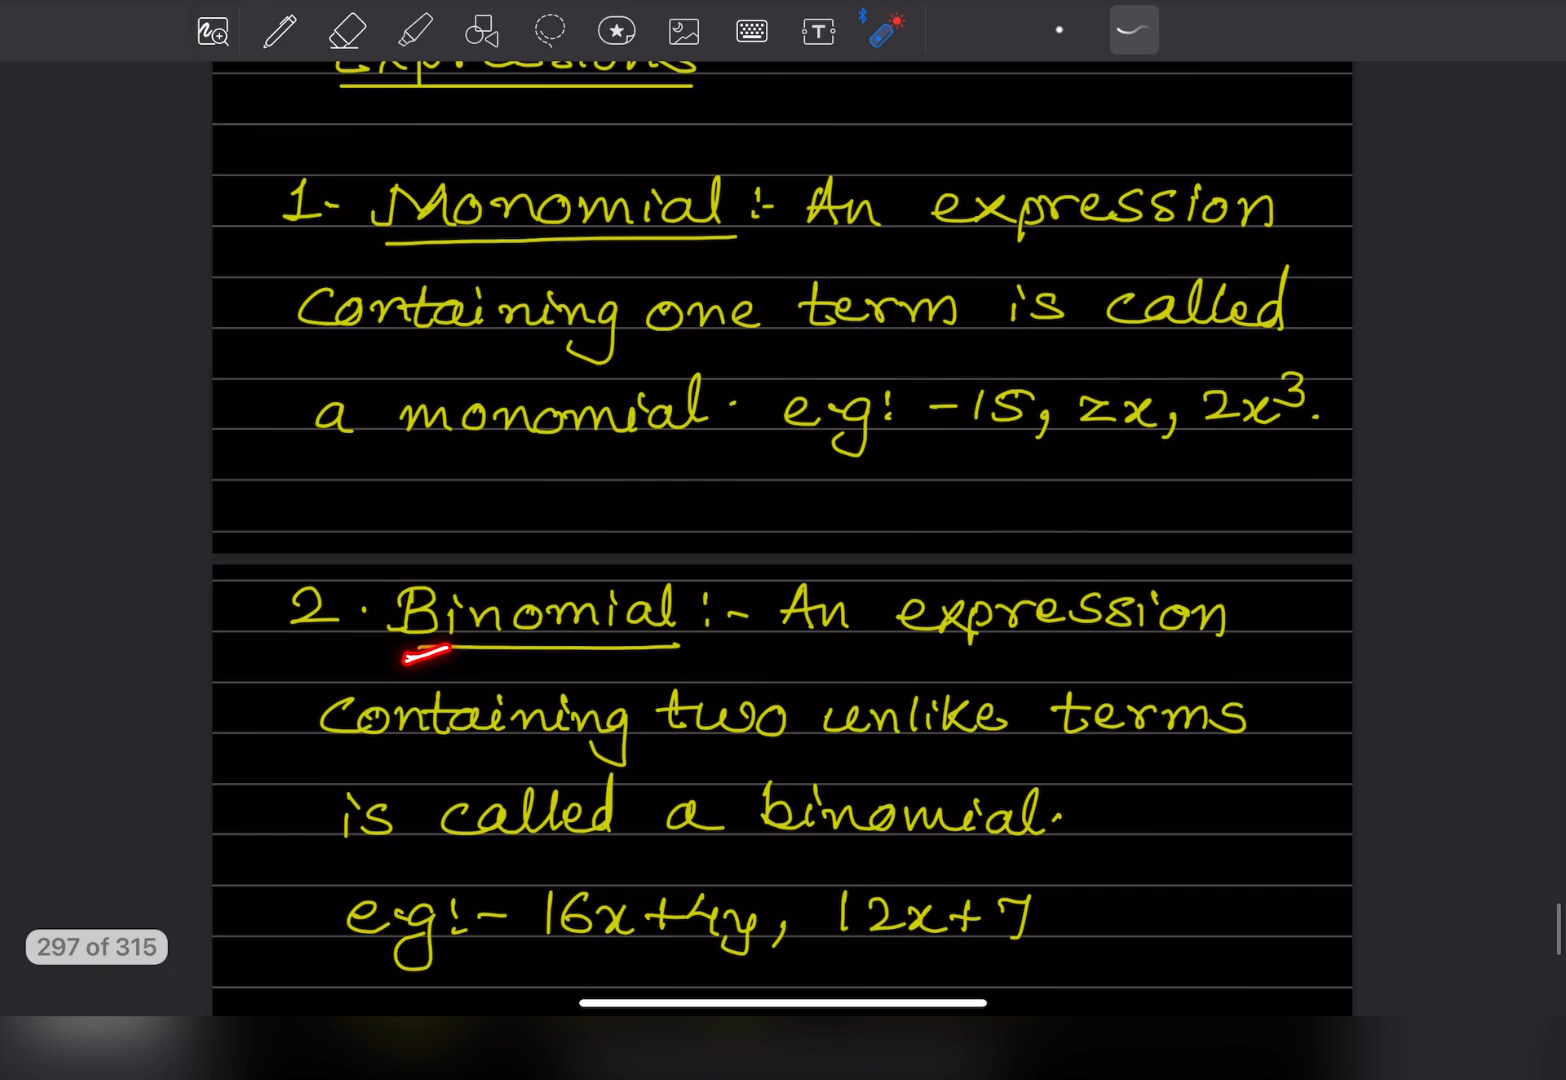 Expressions
1- Monomial :- An expression
Containing one term is called
a monomial. e.g: -15, zx, 2x³.
2. Binomial :- An expression
Containing two unlike terms
is called a binomial.
e.g:- 16x+4y, 12x+7
297 of 315